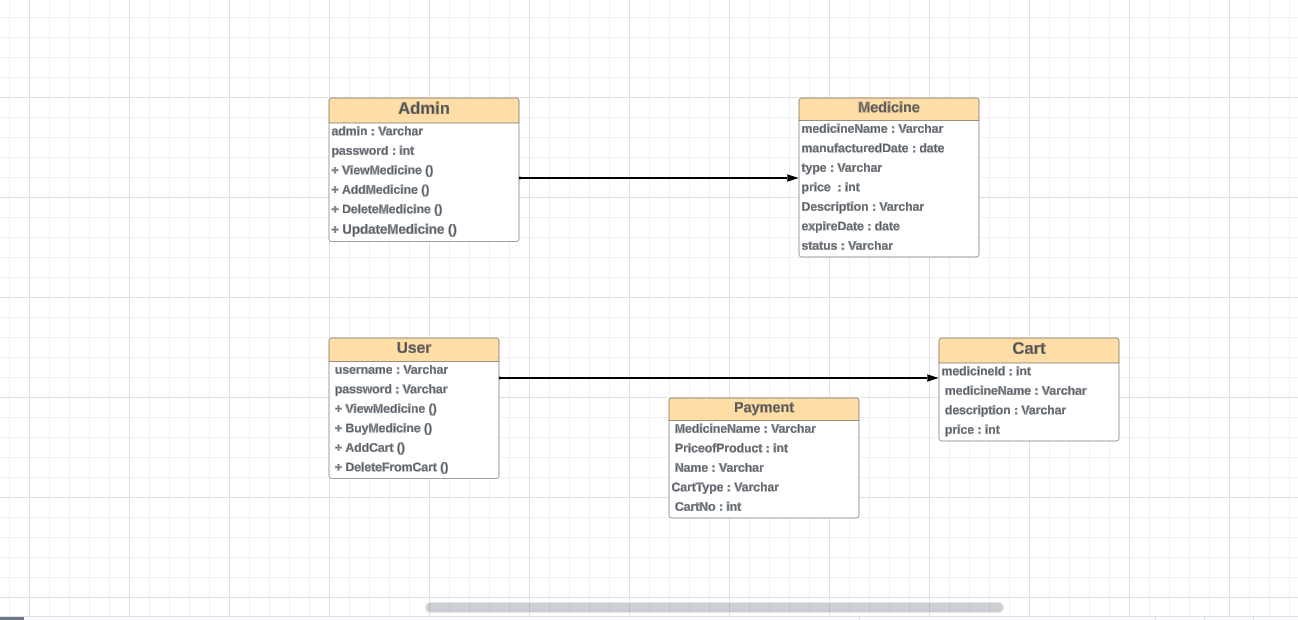 Admin
admin : Varchar
password : int
+ ViewMedicine ()
+ AddMedicine ()
+ DeleteMedicine ()
+ UpdateMedicine ()
Medicine
medicineName : Varchar
manufacturedDate : date
type : Varchar
price : int
Description : Varchar
expireDate : date
status : Varchar
User
username : Varchar
password : Varchar
+ ViewMedicine ()
+ BuyMedicine ()
+ AddCart ()
+ DeleteFromCart ()
Payment
MedicineName : Varchar
PriceofProduct : int
Name : Varchar
CartType : Varchar
CartNo : int
Cart
medicineId : int
medicineName : Varchar
description : Varchar
price : int